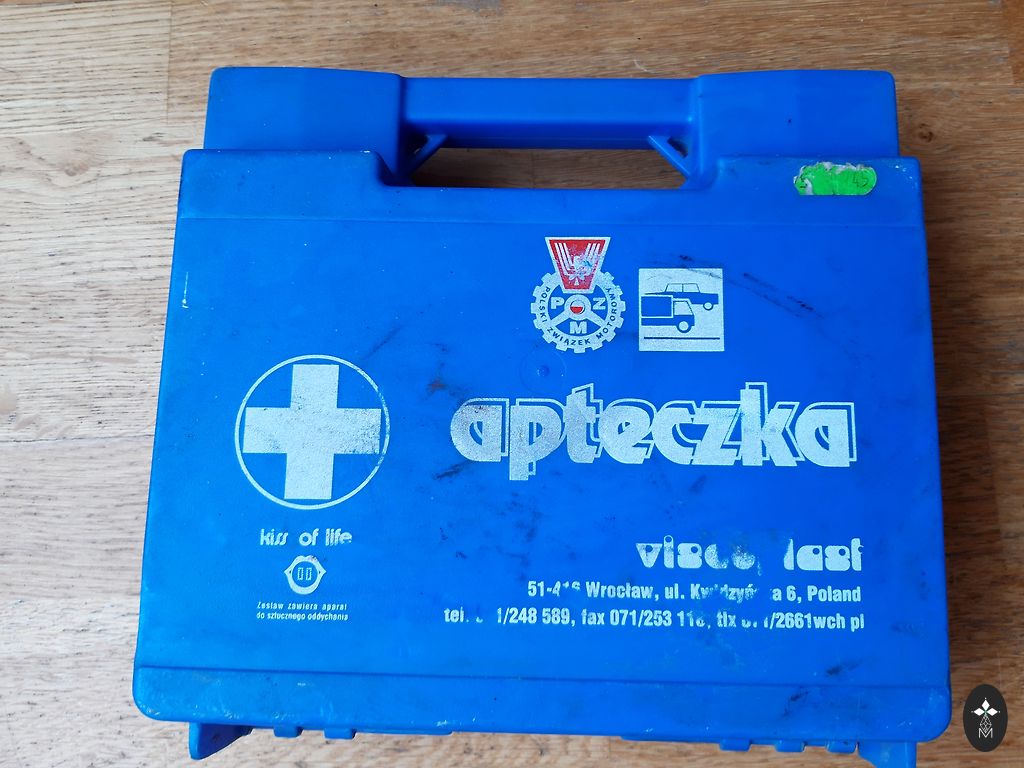 POLSKI ZWIĄZEK MOTOROWY
P Z
M
apteczka
kiss of life
Zestaw zawiera aparat
do sztucznego oddychania
Wrocław, ul. 6, Poland
tel. 589, fax 071/253